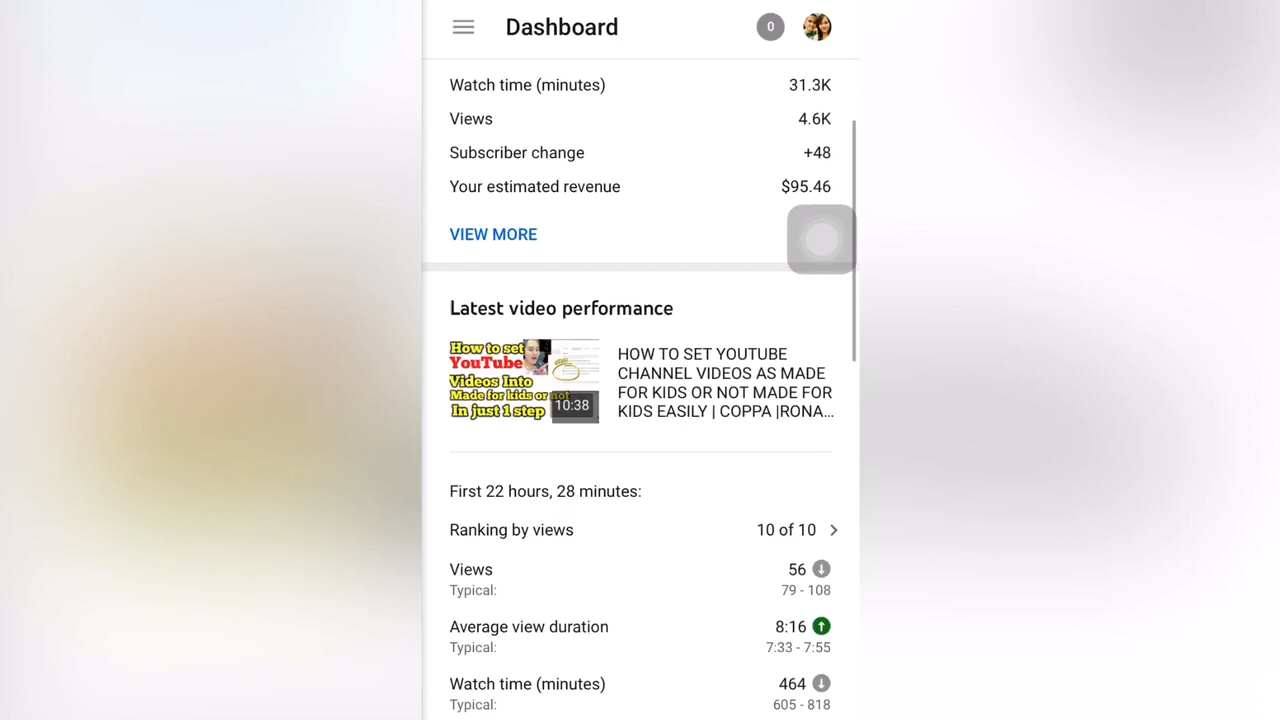 Dashboard
0
Watch time (minutes) 31.3K
Views 4.6K
Subscriber change +48
Your estimated revenue $95.46
VIEW MORE
Latest video performance
How to set
YouTube
Videos Into
Made for kids or not
In just 1 step
10:38
HOW TO SET YOUTUBE
CHANNEL VIDEOS AS MADE
FOR KIDS OR NOT MADE FOR
KIDS EASILY | COPPA |RONA...
First 22 hours, 28 minutes:
Ranking by views 10 of 10
Views 56
Typical: 79 - 108
Average view duration 8:16
Typical: 7:33 - 7:55
Watch time (minutes) 464
Typical: 605 - 818